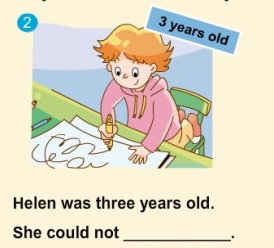 2
3 years old
Helen was three years old.
She could not ____________.